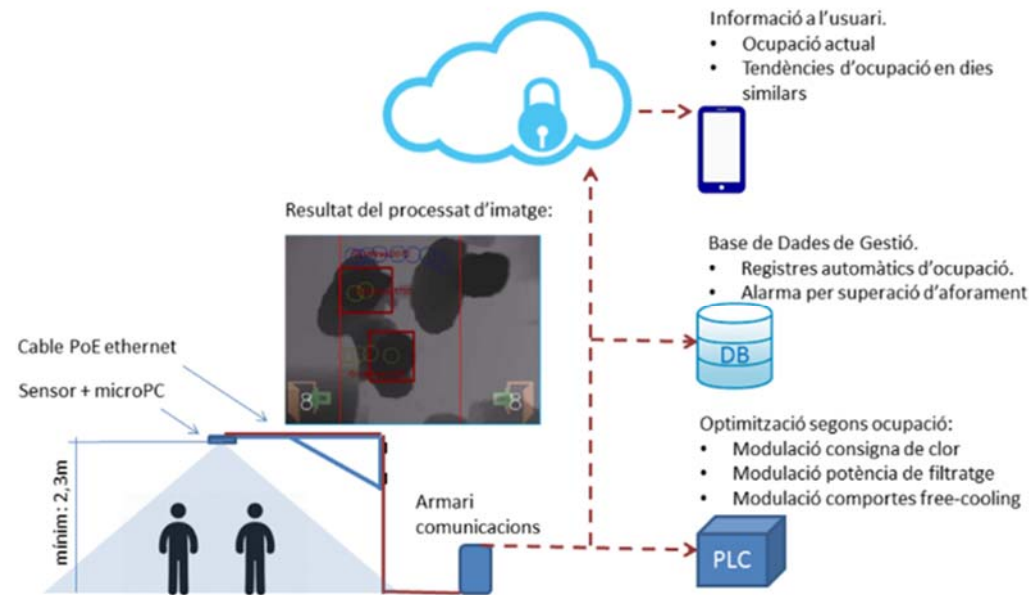 Informació a l'usuari.
• Ocupació actual
• Tendències d'ocupació en dies
similars
Resultat del processat d'imatge:
8
8
Base de Dades de Gestió.
• Registres automàtics d'ocupació.
• Alarma per superació d'aforament
DB
Cable PoE ethernet
Sensor + microPC
mínim : 2,3m
Armari
comunicacions
Optimització segons ocupació:
• Modulació consigna de clor
• Modulació potència de filtratge
• Modulació comportes free-cooling
PLC